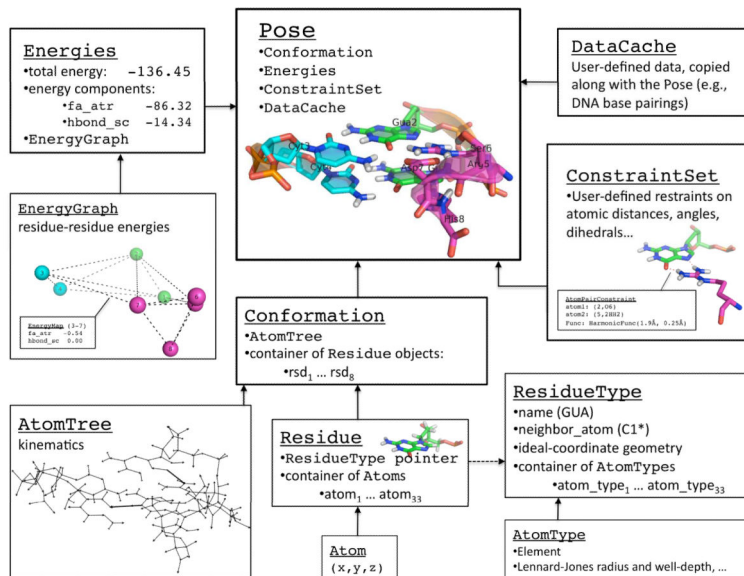 Energies
•total energy: -136.45
•energy components:
•fa_atr -86.32
•hbond_sc -14.34
•EnergyGraph
Pose
•Conformation
•Energies
•ConstraintSet
•DataCache
Gua2
Ser6
Arg5
His8
DataCache
User-defined data, copied
along with the Pose (e.g.,
DNA base pairings)
EnergyGraph
residue-residue energies
EnergyMap (3-7)
fa_atr -0.54
hbond_sc 0.00
ConstraintSet
•User-defined restraints on
atomic distances, angles,
dihedrals…
AtomPairConstraint
atom1: (2,O6)
atom2: (5,2HH2)
Func: HarmonicFunc(1.9Å, 0.25Å)
Conformation
•AtomTree
•container of Residue objects:
•rsd1 … rsd8
AtomTree
kinematics
Residue
•ResidueType pointer
•container of Atoms
•atom1 … atom33
Atom
(x,y,z)
ResidueType
•name (GUA)
•neighbor_atom (C1*)
•ideal-coordinate geometry
•container of AtomTypes
•atom_type1 … atom_type33
AtomType
•Element
•Lennard-Jones radius and well-depth, …